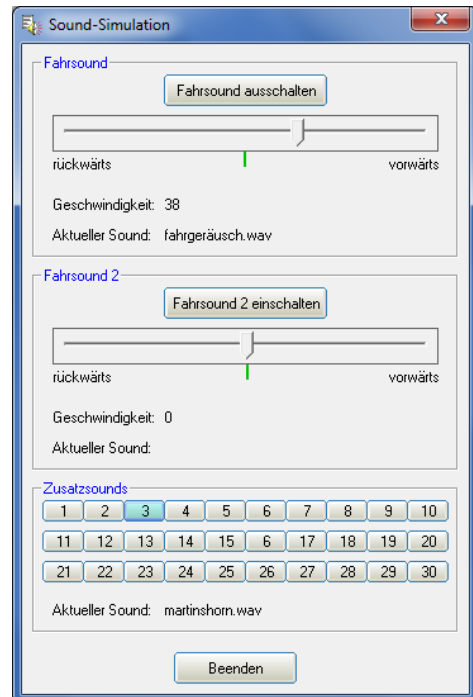 Sound-Simulation
Fahrsound
Fahrsound ausschalten
rückwärts vorwärts
Geschwindigkeit: 38
Aktueller Sound: fahrgeräusch.wav
Fahrsound 2
Fahrsound 2 einschalten
rückwärts vorwärts
Geschwindigkeit: 0
Aktueller Sound:
Zusatzsounds
1 2 3 4 5 6 7 8 9 10
11 12 13 14 15 6 17 18 19 20
21 22 23 24 25 26 27 28 29 30
Aktueller Sound: martinshorn.wav
Beenden